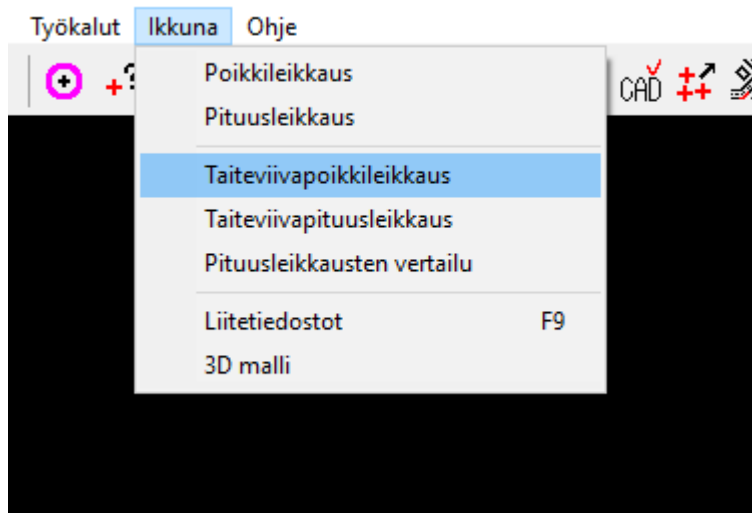 Työkalut Ikkuna Ohje
CAD
Poikkileikkaus
Pituusleikkaus
Taiteviivapoikkileikkaus
Taiteviivapituusleikkaus
Pituusleikkausten vertailu
Liitetiedostot F9
3D malli